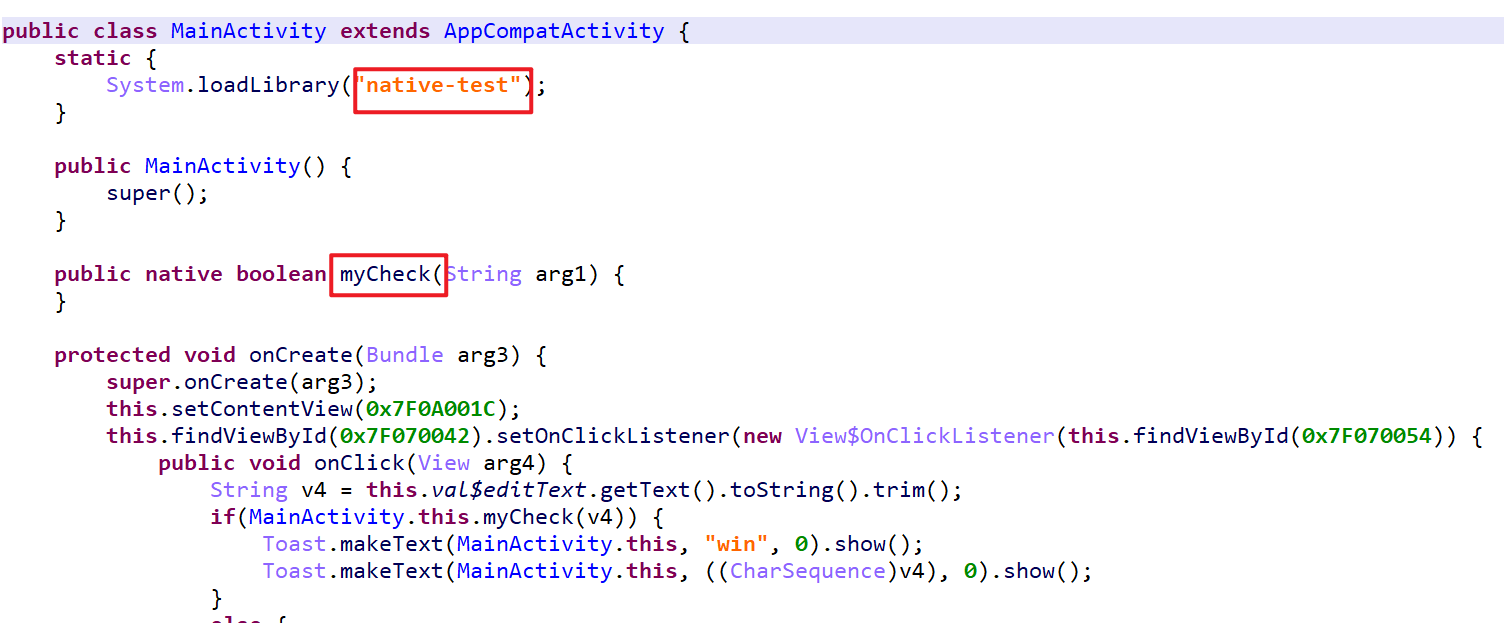 public class MainActivity extends AppCompatActivity {
    static {
        System.loadLibrary("native-test");
    }

    public MainActivity() {
        super();
    }

    public native boolean myCheck(String arg1) {
    }

    protected void onCreate(Bundle arg3) {
        super.onCreate(arg3);
        this.setContentView(0x7F0A001C);
        this.findViewById(0x7F070042).setOnClickListener(new View$OnClickListener(this.findViewById(0x7F070054)) {
            public void onClick(View arg4) {
                String v4 = this.val$editText.getText().toString().trim();
                if(MainActivity.this.myCheck(v4)) {
                    Toast.makeText(MainActivity.this, "win", 0).show();
                    Toast.makeText(MainActivity.this, ((CharSequence)v4), 0).show();
                }
                else {